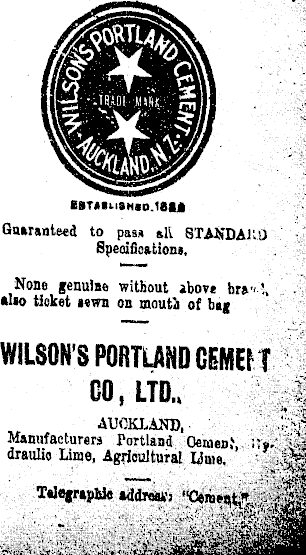 WILSON'S PORTLAND CEMENT
TRADE MARK
AUCKLAND, N.Z.
ESTABLISHED
Guaranteed to pass all STANDARD
Specifications,
None genuine without above brand,
also ticket sewn on mouth of bag
WILSON'S PORTLAND CEMENT
CO, LTD.,
AUCKLAND,
Manufacturers Portland Cement, Hy-
draulic Lime, Agricultural Lime.
Telegraphic address: "Cement,"